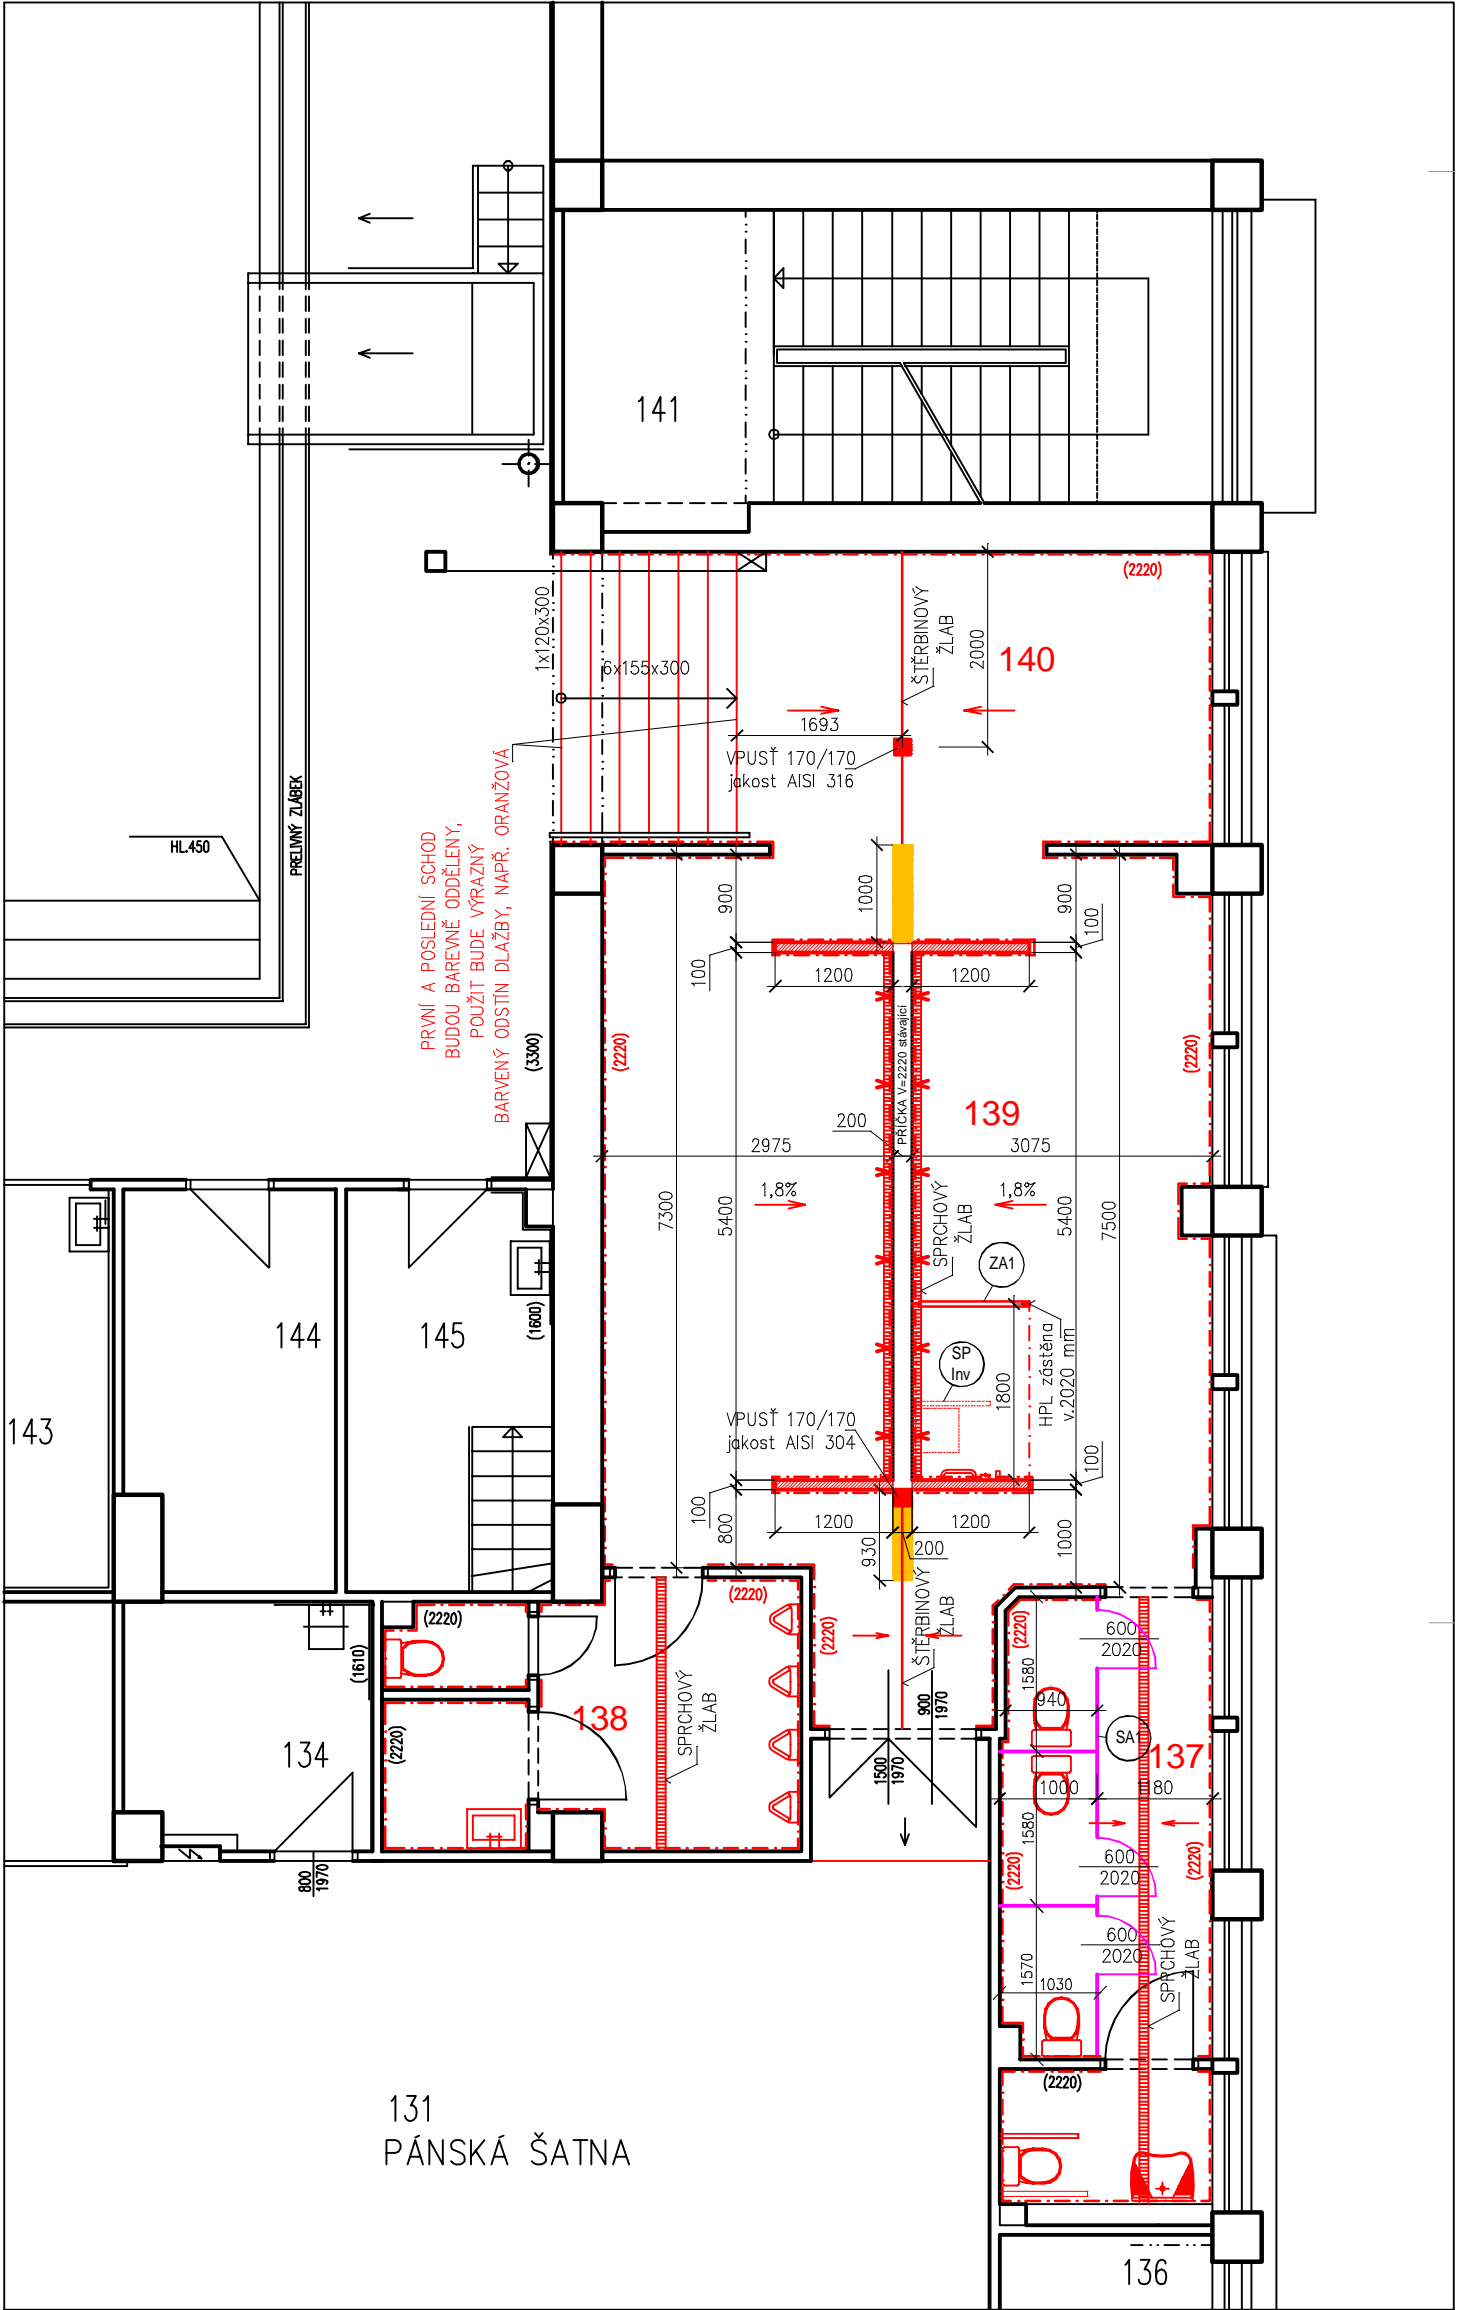 141
(2220)
1x120x300
6x155x300
ŠTĚRBINOVÝ
ŽLAB
2000
140
1693
VPUSŤ 170/170
jakost AISI 316
HL.450
PRELIVNÝ ZLÁBEK
PRVNÍ A POSLEDNÍ SCHOD
BUDOU BAREVNĚ ODDĚLENY,
POUŽIT BUDE VÝRAZNÝ
BARVENÝ ODSTÍN DLAŽBY, NAPŘ. ORANŽOVÁ
(3300)
900
1000
900
100
100
1200
1200
(2220)
PŘÍČKA V=2220 stávající
(2220)
139
200
2975
3075
1,8%
1,8%
7300
5400
SPRCHOVÝ
ŽLAB
5400
7500
ZA1
144
145
(1600)
SP
Inv
1800
HPL zástěna
v.2020 mm
143
VPUSŤ 170/170
jakost AISI 304
100
100
800
1200
1200
930
200
1000
(2220)
(2220)
(2220)
ŠTĚRBINOVÝ
ŽLAB
(2220)
600
2020
1580
940
(1610)
138
SPRCHOVÝ
ŽLAB
900
1970
SA1
137
134
(2220)
1500
1970
1000
1180
1580
600
2020
(2220)
(2220)
800
1970
600
2020
SPRCHOVÝ
ŽLAB
1570
1030
(2220)
131
PÁNSKÁ ŠATNA
136